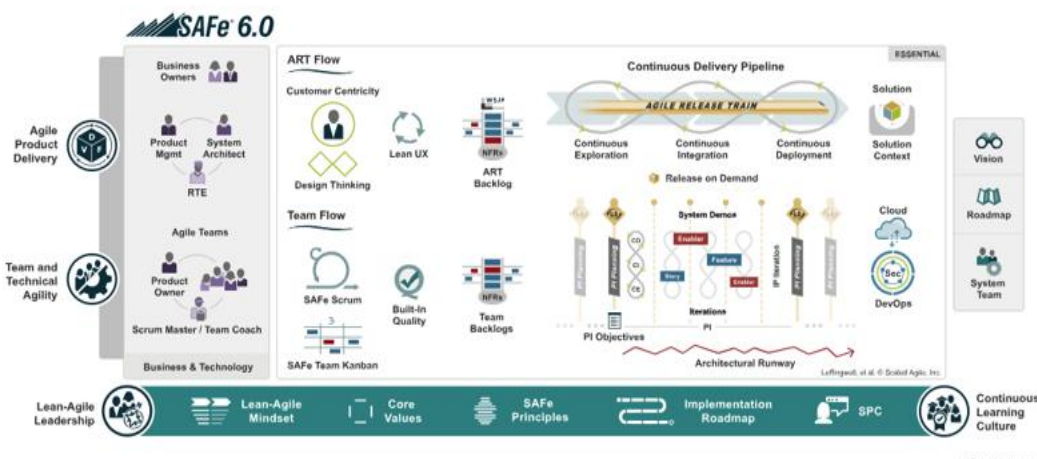 SAFe® 6.0
ESSENTIAL
Business
Owners
Product
Mgmt
System
Architect
RTE
Agile Teams
Product
Owner
Scrum Master / Team Coach
Business & Technology
Agile
Product
Delivery
Team and
Technical
Agility
ART Flow
Customer Centricity
Design Thinking
Lean UX
WSJF
NFRs
ART
Backlog
Team Flow
SAFe Scrum
SAFe Team Kanban
Built-In
Quality
NFRs
Team
Backlogs
Continuous Delivery Pipeline
AGILE RELEASE TRAIN
Continuous
Exploration
Continuous
Integration
Continuous
Deployment
Release on Demand
Solution
Solution
Context
PI Planning
PI Planning
CD
CI
CE
System Demos
Enabler
Story
Feature
Enabler
Iterations
IP Iteration
PI Planning
PI Planning
PI Objectives
PI
Architectural Runway
Cloud
Sec
DevOps
Leffingwell, et al. © Scaled Agile, Inc.
Vision
Roadmap
System
Team
Lean-Agile
Leadership
Lean-Agile
Mindset
Core
Values
SAFe
Principles
Implementation
Roadmap
SPC
Continuous
Learning
Culture